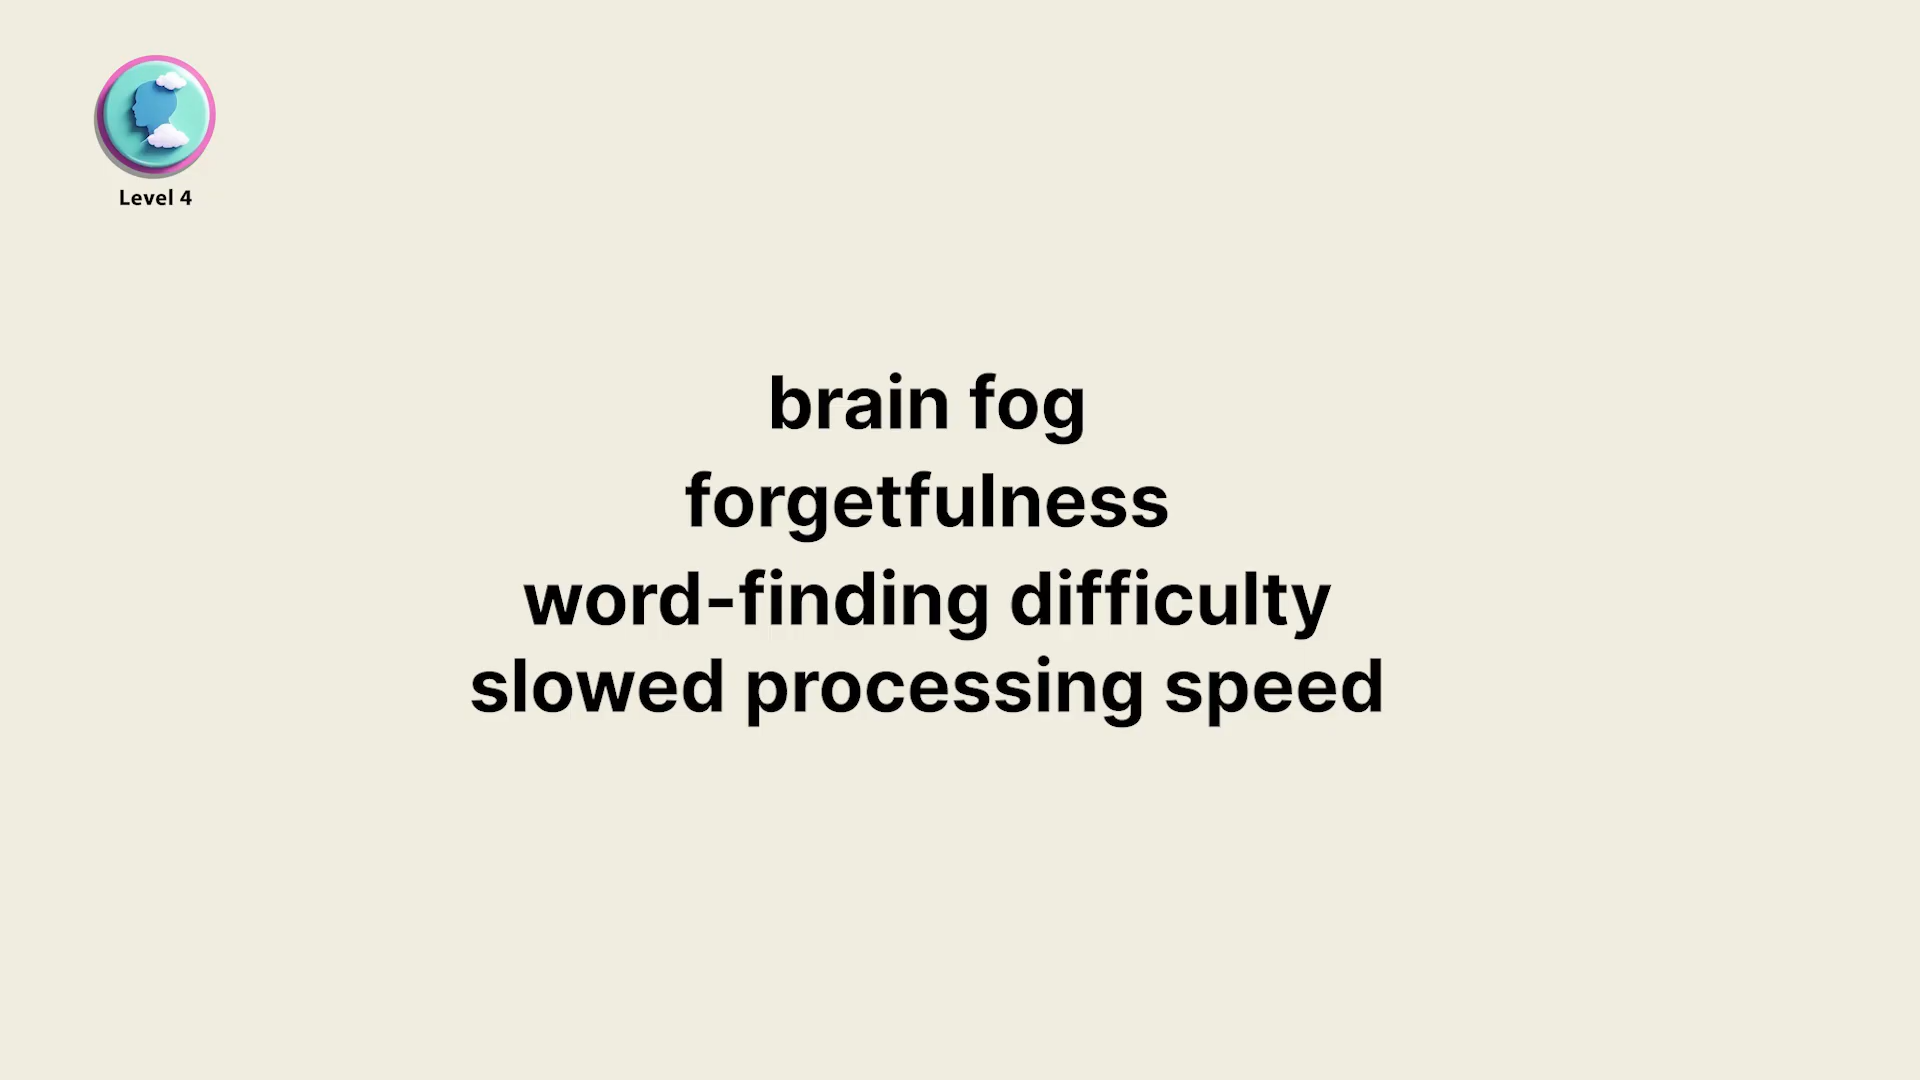 Level 4
brain fog
forgetfulness
word-finding difficulty
slowed processing speed